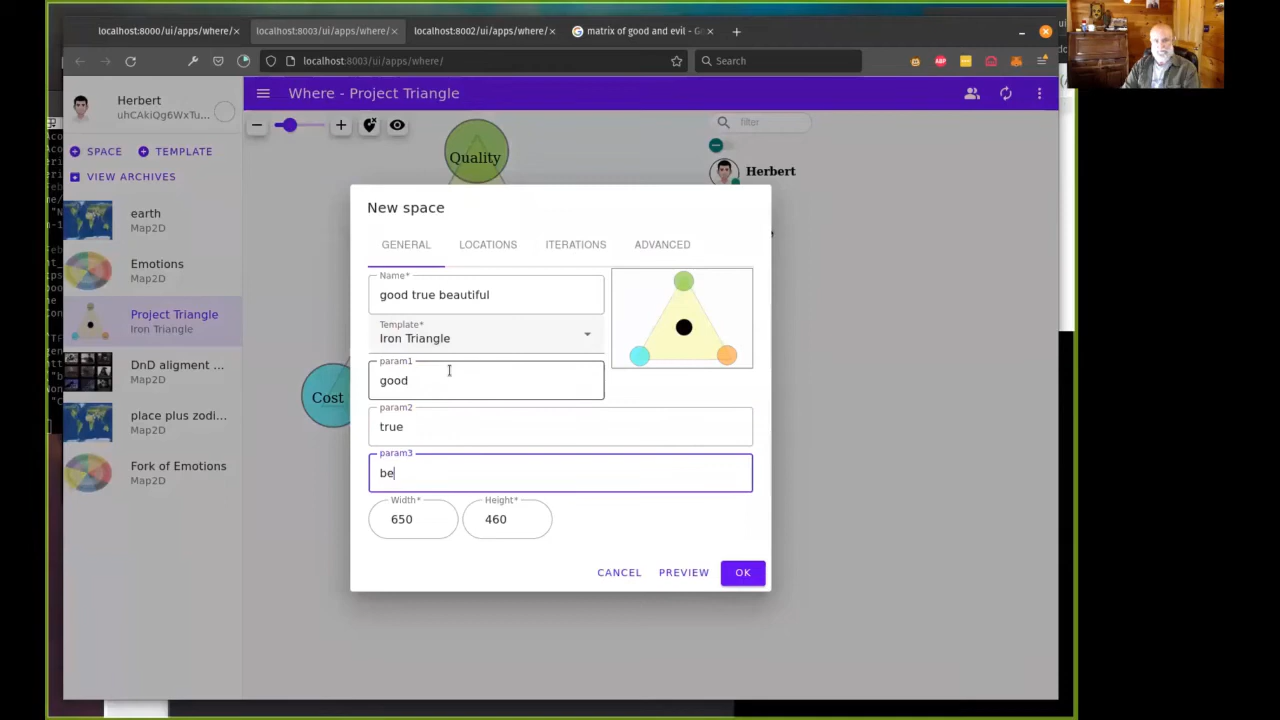 localhost:8000/ui/apps/where/
localhost:8003/ui/apps/where/
localhost:8002/ui/apps/where/
matrix of good and evil - G
localhost:8003/ui/apps/where/
Search
ABP
Herbert
uhCAkiQg6WxTu...
SPACE
TEMPLATE
VIEW ARCHIVES
earth
Map2D
Emotions
Map2D
Project Triangle
Iron Triangle
DnD aligment ...
Map2D
place plus zodi...
Map2D
Fork of Emotions
Map2D
Where - Project Triangle
filter
Herbert
Quality
Cost
New space
GENERAL
LOCATIONS
ITERATIONS
ADVANCED
Name*
good true beautiful
Template*
Iron Triangle
param1
good
param2
true
param3
be
Width*
650
Height*
460
CANCEL
PREVIEW
OK